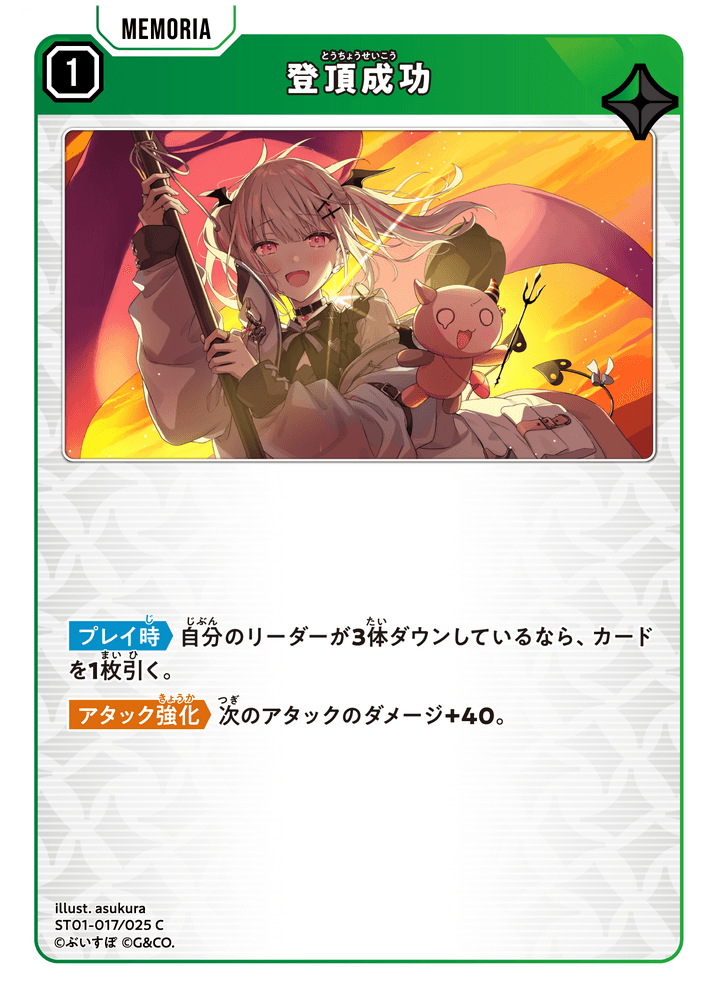 MEMORIA
1
とうちょうせいこう
登頂成功
じ じぶん たい
プレイ時 自分のリーダーが3体ダウンしているなら、カード
まい ひ
を1枚引く。
きょうか つぎ
アタック強化 次のアタックのダメージ+40。
illust. asukura
ST01-017/025 C
©ぶいすぽ ©G&CO.